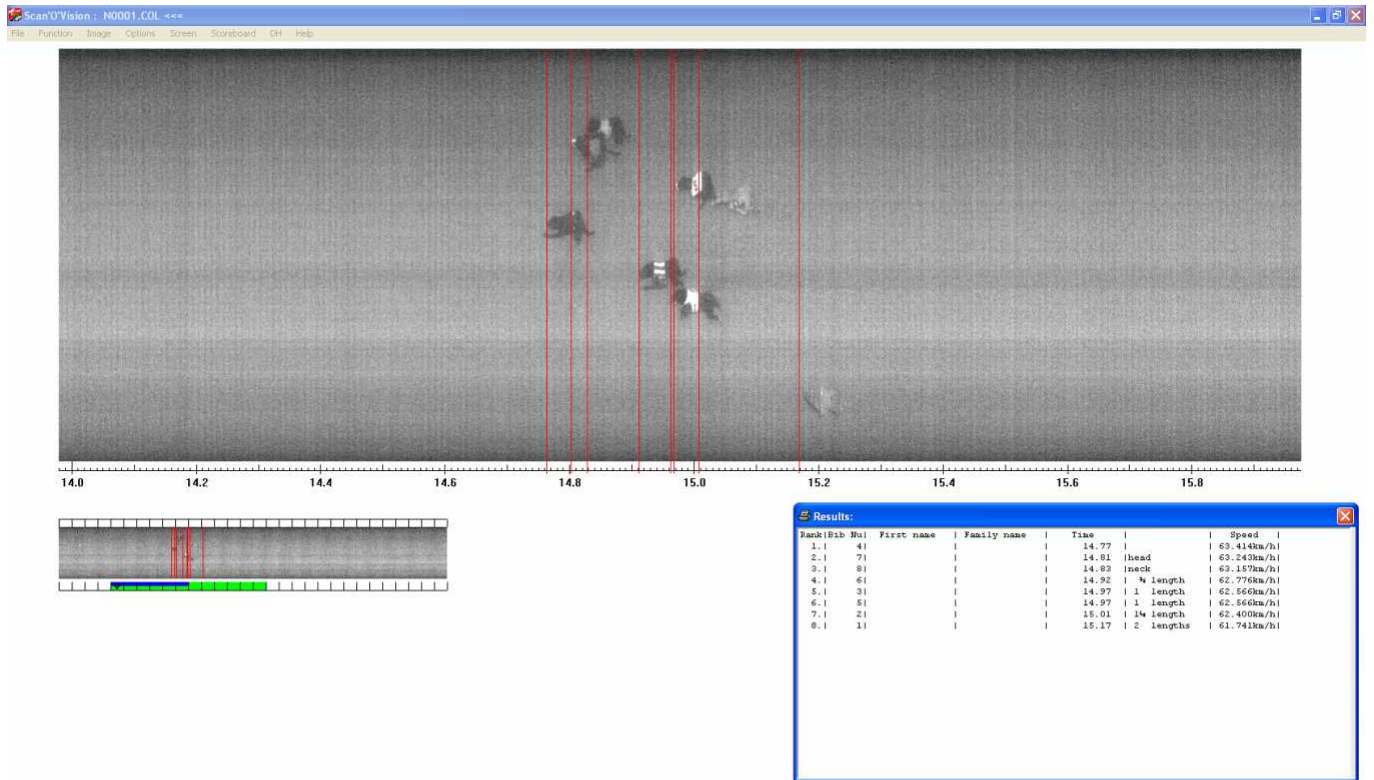 Scan'O'Vision : N0001.COL <<<
File Function Image Options Screen Scoreboard DH Help
14.0 14.2 14.4 14.6 14.8 15.0 15.2 15.4 15.6 15.8
Results:
Rank|Bib Nu| First name | Family name | Time | | Speed |
1.| 4| | | 14.77 | | 63.414km/h|
2.| 7| | | 14.81 |head | 63.243km/h|
3.| 8| | | 14.83 |neck | 63.157km/h|
4.| 6| | | 14.92 | ¾ length | 62.776km/h|
5.| 3| | | 14.97 | 1 length | 62.566km/h|
6.| 5| | | 14.97 | 1 length | 62.566km/h|
7.| 2| | | 15.01 | 1¼ length | 62.400km/h|
8.| 1| | | 15.17 | 2 lengths | 61.741km/h|